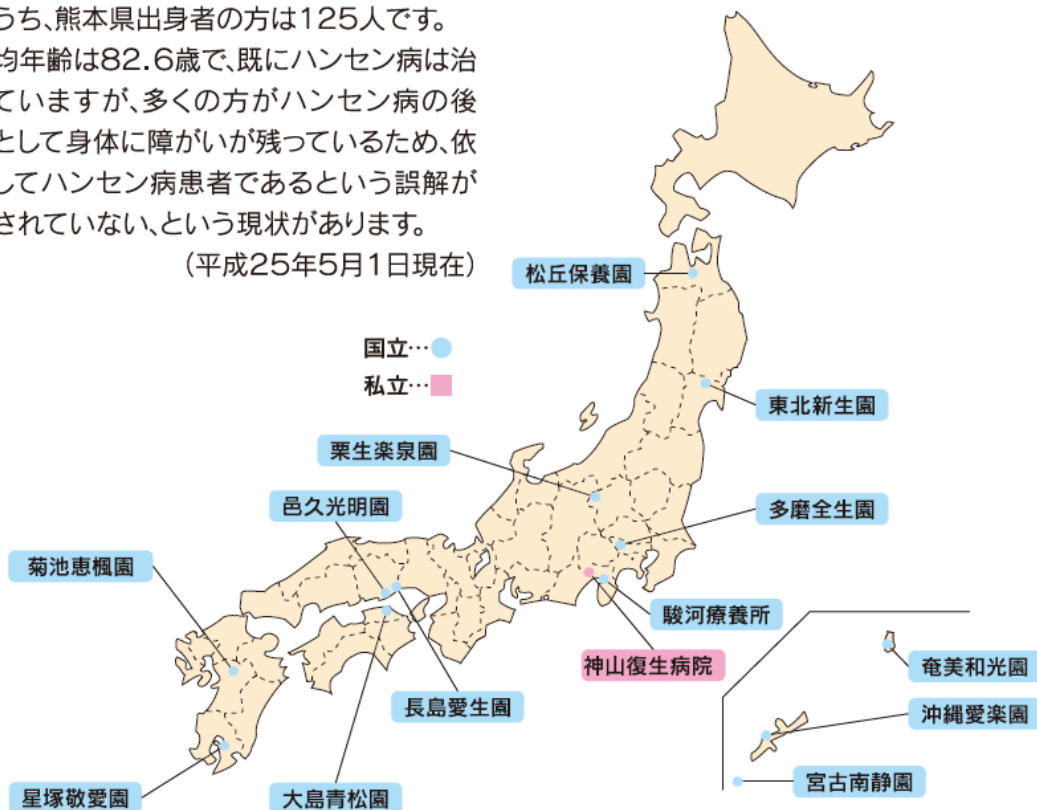 うち、熊本県出身者の方は125人です。
均年齢は82.6歳で、既にハンセン病は治
ていますが、多くの方がハンセン病の後
として身体に障がいが残っているため、依
してハンセン病患者であるという誤解が
されていない、という現状があります。
（平成25年5月1日現在）
松丘保養園
国立…
私立…
東北新生園
栗生楽泉園
邑久光明園
多磨全生園
菊池恵楓園
駿河療養所
神山復生病院
奄美和光園
長島愛生園
沖縄愛楽園
宮古南静園
星塚敬愛園
大島青松園